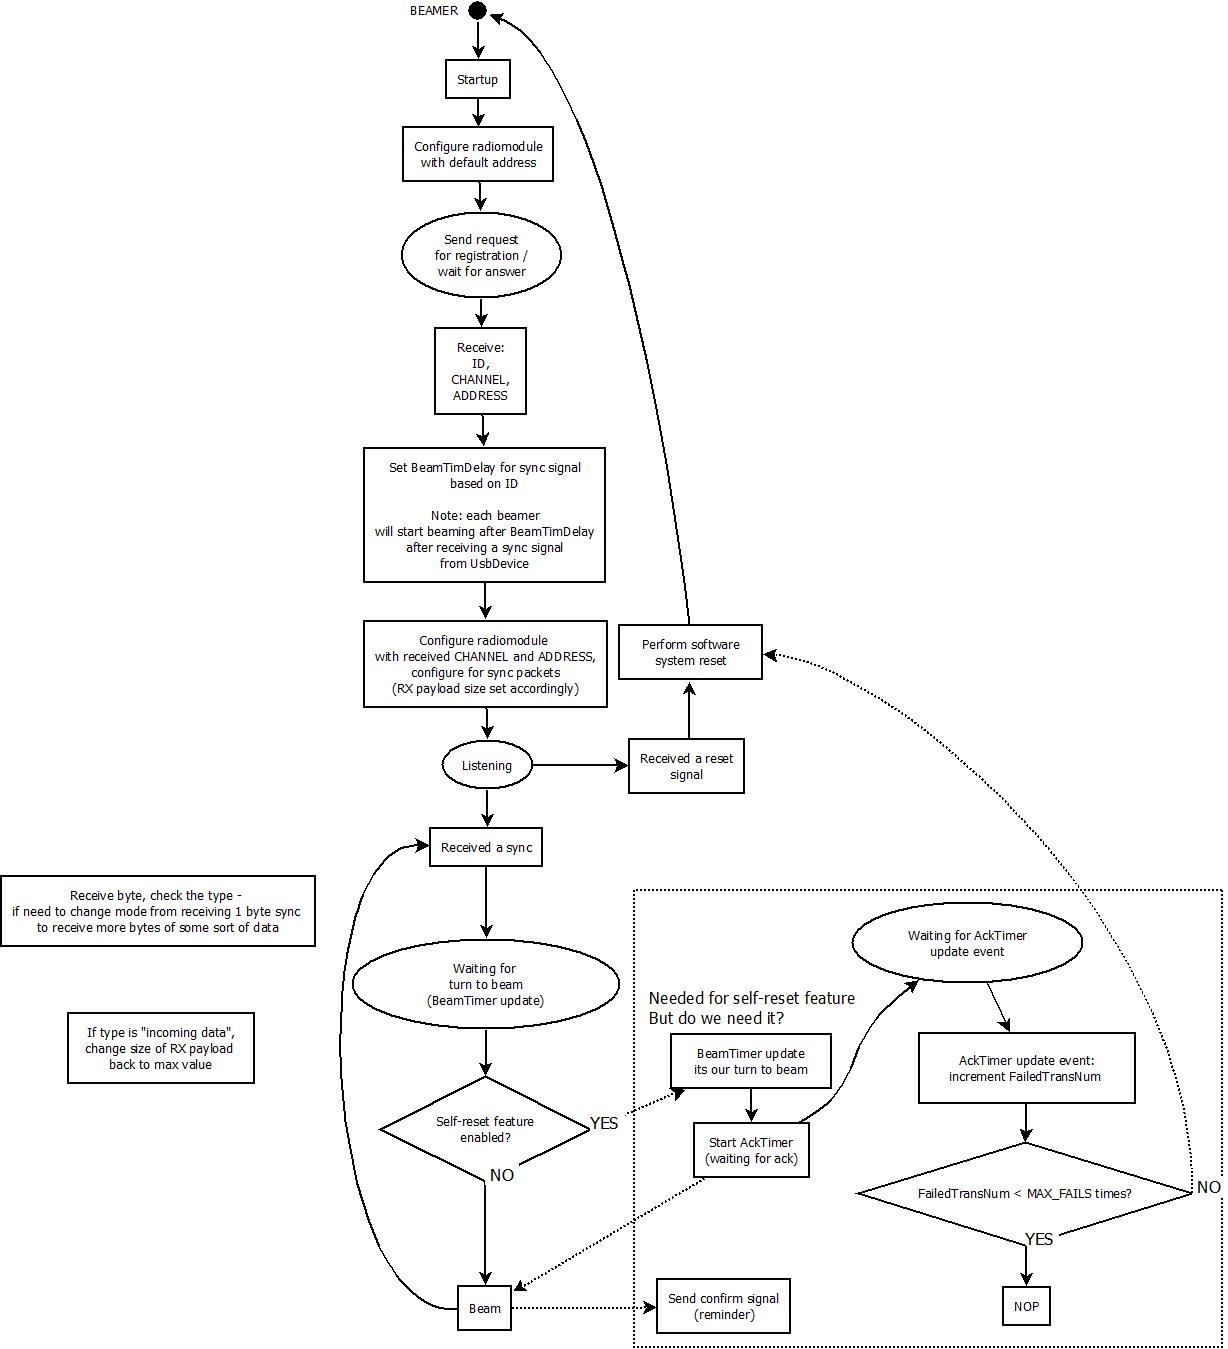 BEAMER
Startup
Configure radiomodule
with default address
Send request
for registration /
wait for answer
Receive:
ID,
CHANNEL,
ADDRESS
Set BeamTimDelay for sync signal
based on ID
Note: each beamer
will start beaming after BeamTimDelay
after receiving a sync signal
from UsbDevice
Configure radiomodule
with received CHANNEL and ADDRESS,
configure for sync packets
(RX payload size set accordingly)
Perform software
system reset
Listening
Received a reset
signal
Received a sync
Receive byte, check the type -
if need to change mode from receiving 1 byte sync
to receive more bytes of some sort of data
Waiting for
turn to beam
(BeamTimer update)
If type is "incoming data",
change size of RX payload
back to max value
Self-reset feature
enabled?
YES
NO
Beam
Needed for self-reset feature
But do we need it?
BeamTimer update
its our turn to beam
Start AckTimer
(waiting for ack)
Send confirm signal
(reminder)
Waiting for AckTimer
update event
AckTimer update event:
increment FailedTransNum
FailedTransNum < MAX_FAILS times?
NO
YES
NOP